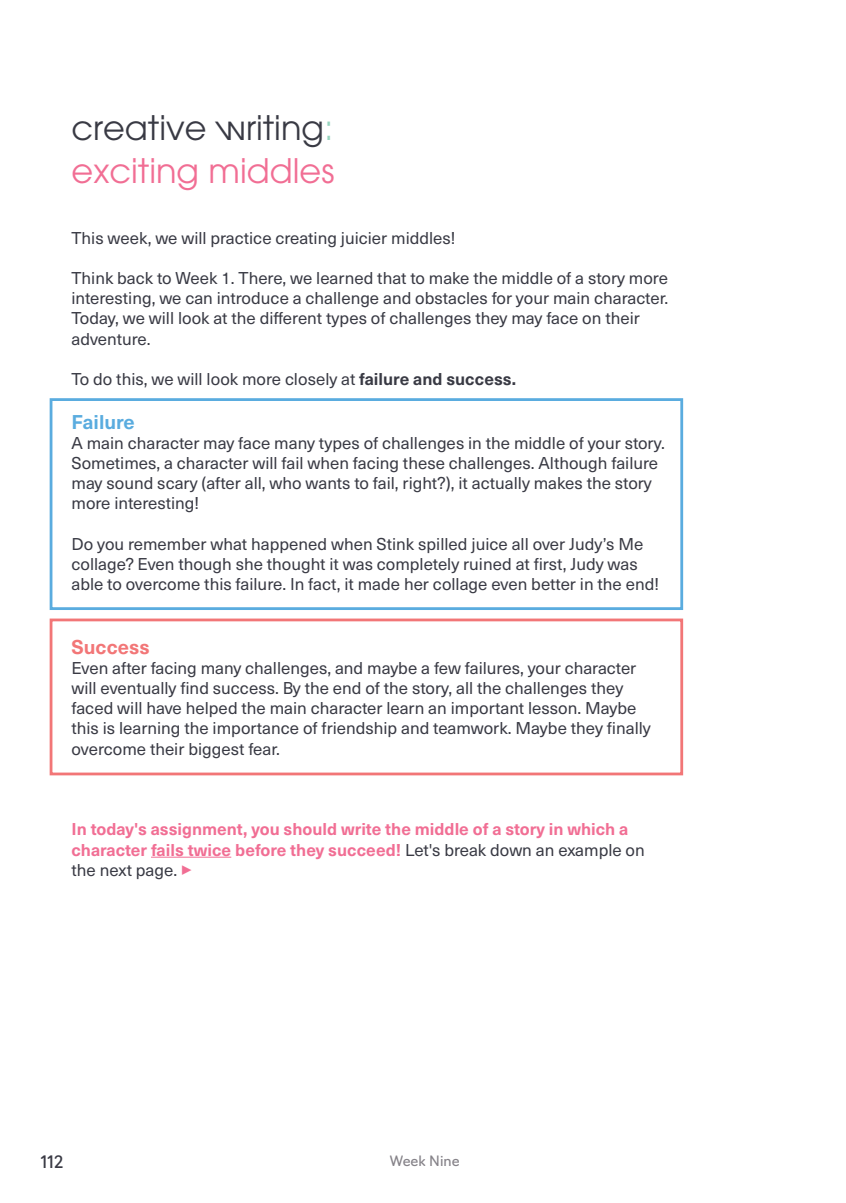 creative writing:
exciting middles
This week, we will practice creating juicier middles!
Think back to Week 1. There, we learned that to make the middle of a story more
interesting, we can introduce a challenge and obstacles for your main character.
Today, we will look at the different types of challenges they may face on their
adventure.
To do this, we will look more closely at failure and success.
Failure
A main character may face many types of challenges in the middle of your story.
Sometimes, a character will fail when facing these challenges. Although failure
may sound scary (after all, who wants to fail, right?), it actually makes the story
more interesting!
Do you remember what happened when Stink spilled juice all over Judy’s Me
collage? Even though she thought it was completely ruined at first, Judy was
able to overcome this failure. In fact, it made her collage even better in the end!
Success
Even after facing many challenges, and maybe a few failures, your character
will eventually find success. By the end of the story, all the challenges they
faced will have helped the main character learn an important lesson. Maybe
this is learning the importance of friendship and teamwork. Maybe they finally
overcome their biggest fear.
In today's assignment, you should write the middle of a story in which a
character fails twice before they succeed! Let's break down an example on
the next page. ▶
112
Week Nine